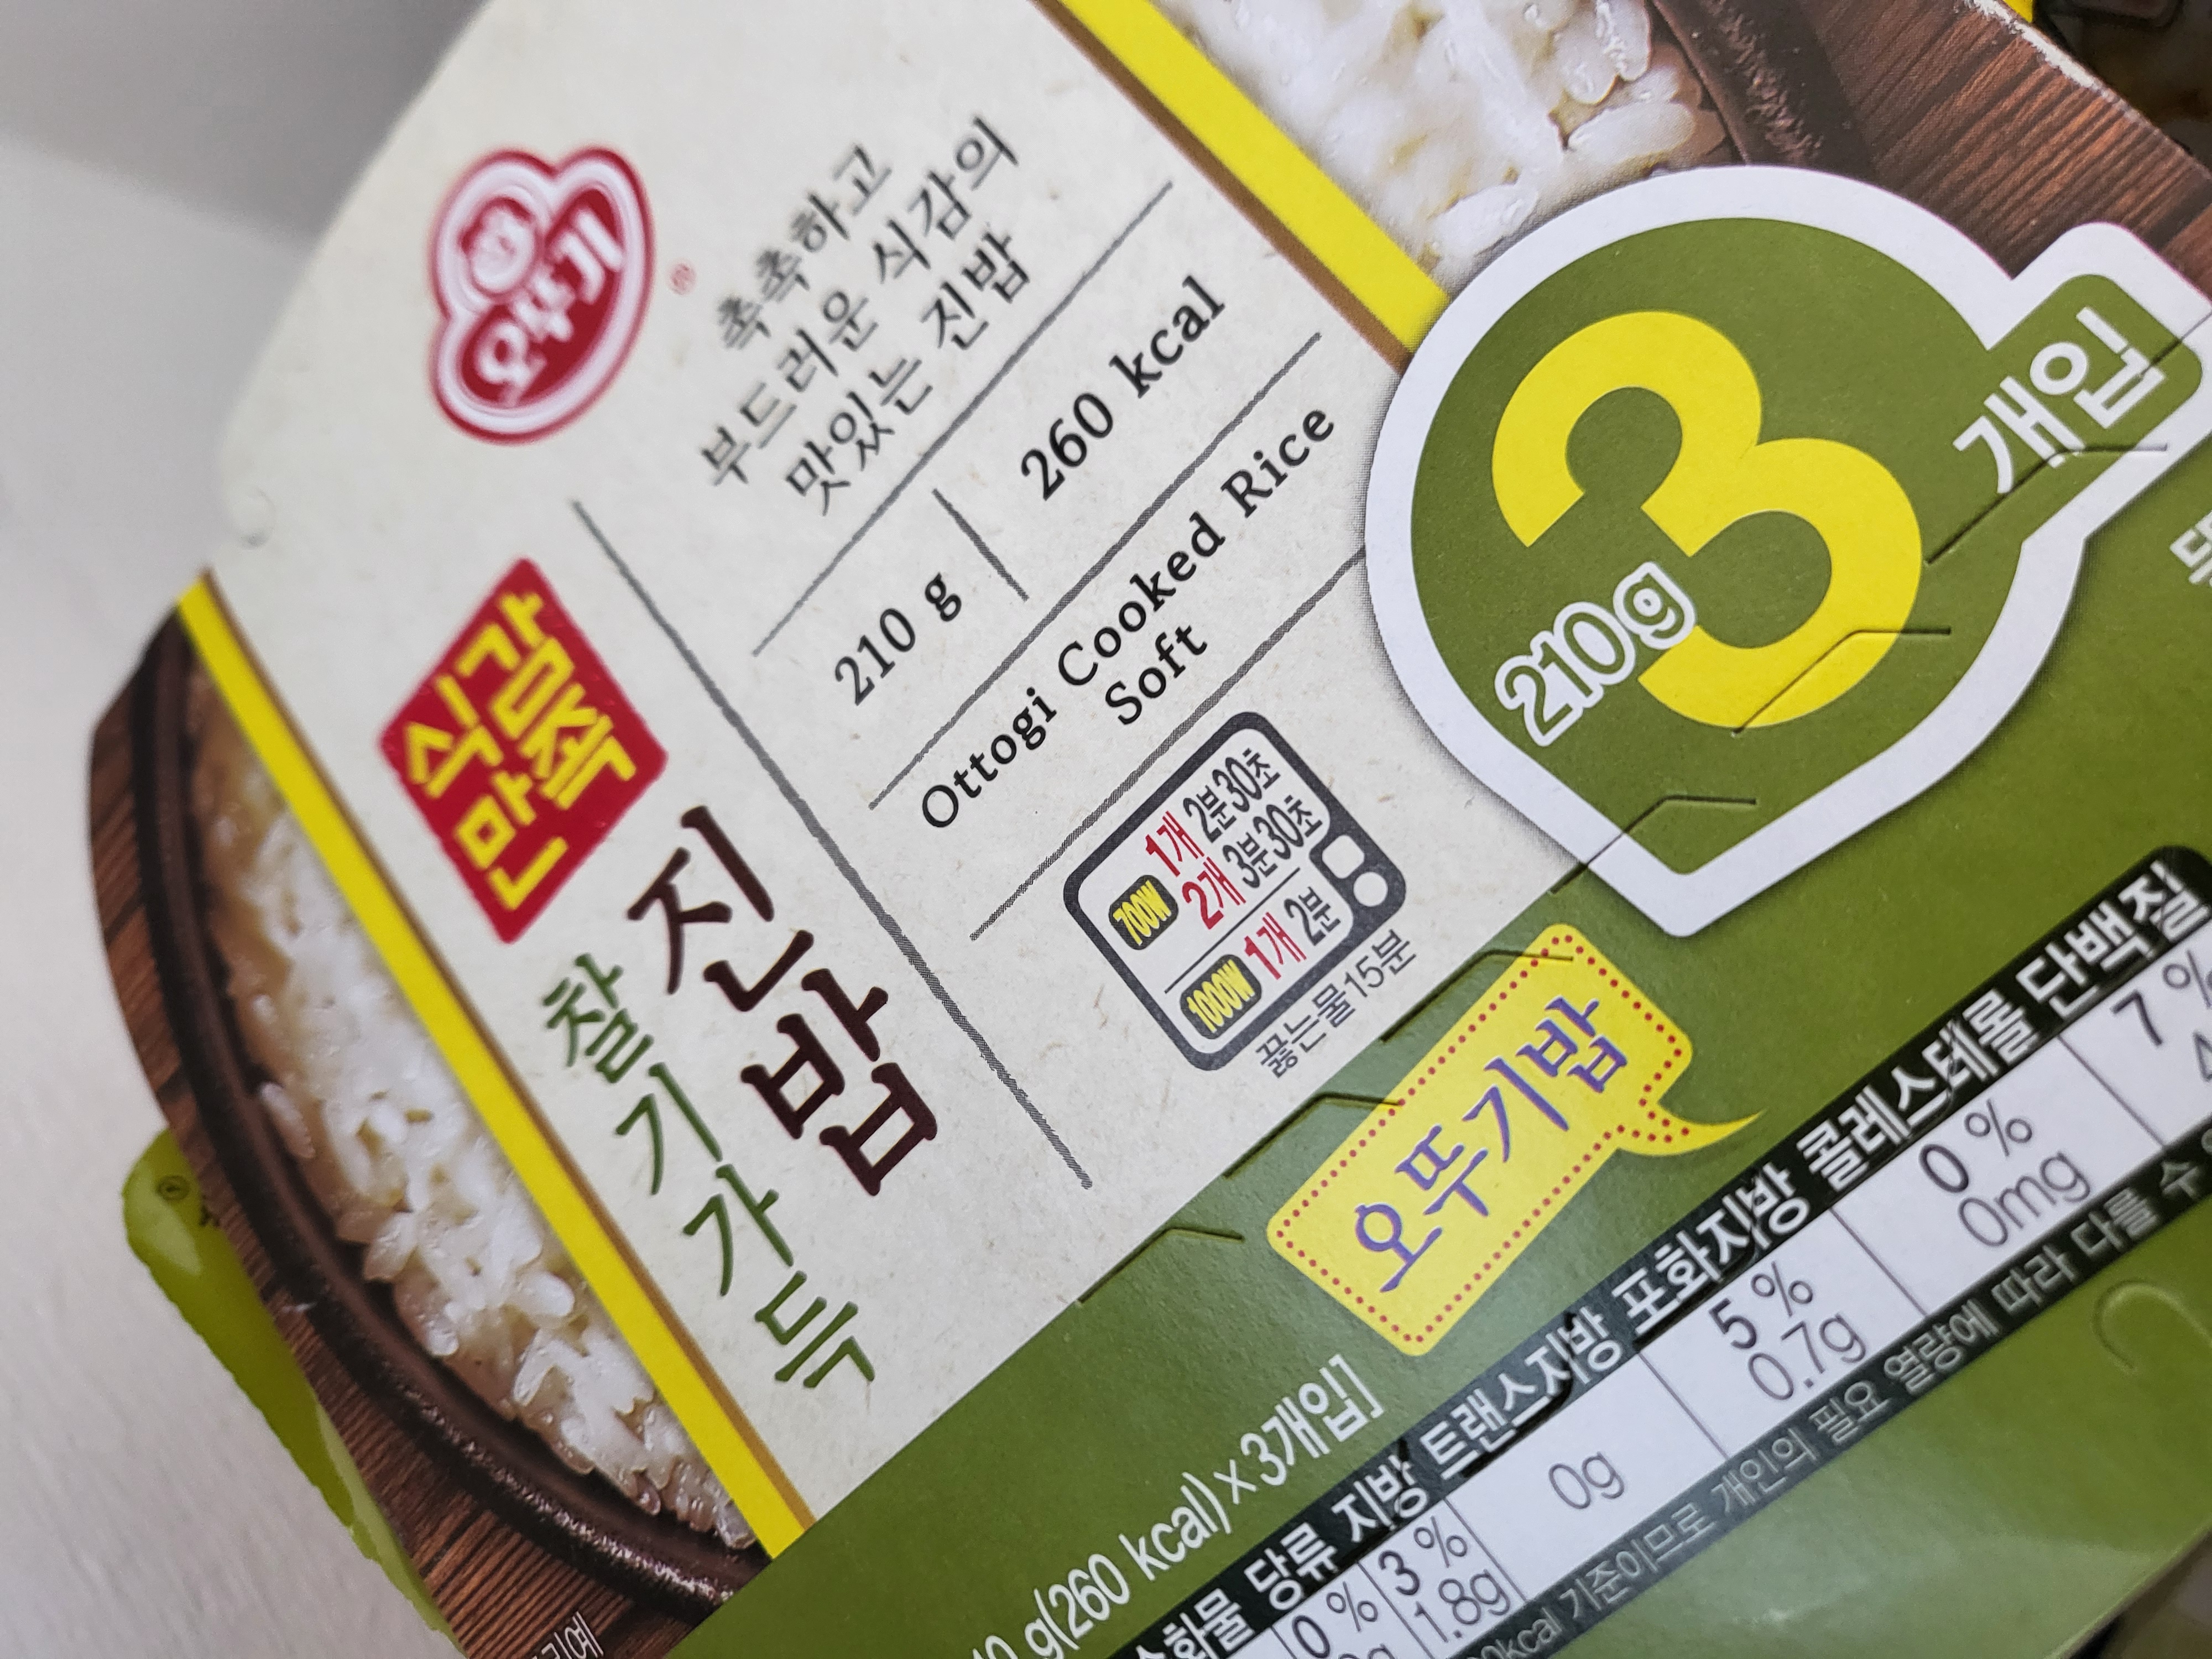 오뚜기
촉촉하고
부드러운 식감의
맛있는 진밥
210 g
260 kcal
Ottogi Cooked Rice
Soft
식감
만족
진밥
찰기가득
700W 1개 2분30초
2개 3분30초
1000W 1개 2분
끓는물15분
210g
3
개입
오뚜기밥
g(260 kcal)×3개입]
당류 지방 트랜스지방 포화지방 콜레스테롤 단백질
0 % 3 % 5 % 0 % 7 %
1.8g 0g 0.7g 0mg
기준이므로 개인의 필요 열량에 따라 다를 수